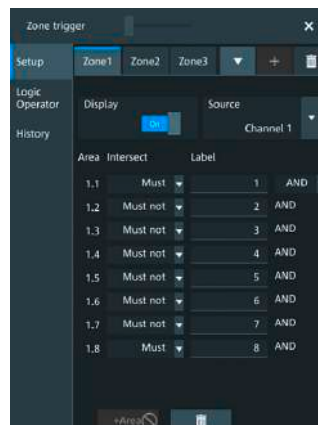 Zone trigger
Setup
Zone1 Zone2 Zone3
Logic
Operator
History
Display
On
Source
Channel 1
Area Intersect Label
1.1 Must 1 AND
1.2 Must not 2 AND
1.3 Must not 3 AND
1.4 Must not 4 AND
1.5 Must not 5 AND
1.6 Must not 6 AND
1.7 Must not 7 AND
1.8 Must 8 AND
+Area